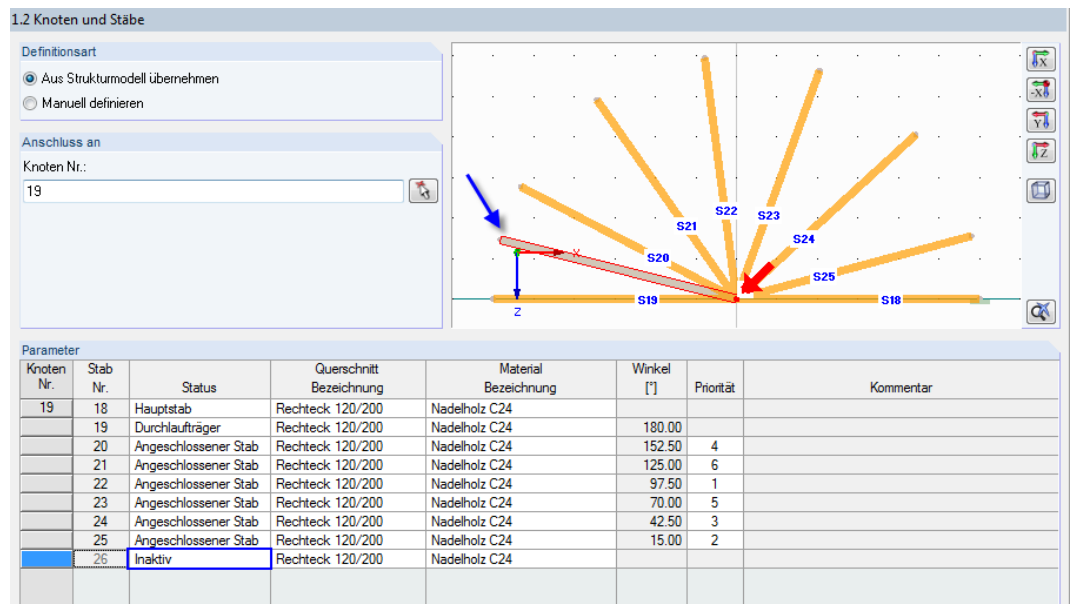 1.2 Knoten und Stäbe
Definitionsart
Aus Strukturmodell übernehmen
Manuell definieren
Anschluss an
Knoten Nr.:
19
X
Z
S18
S19
S20
S21
S22
S23
S24
S25
X
-X
Y
Z
Parameter
Knoten Nr. Stab Nr. Status Querschnitt Bezeichnung Material Bezeichnung Winkel [°] Priorität Kommentar
19 18 Hauptstab Rechteck 120/200 Nadelholz C24
19 Durchlaufträger Rechteck 120/200 Nadelholz C24 180.00
20 Angeschlossener Stab Rechteck 120/200 Nadelholz C24 152.50 4
21 Angeschlossener Stab Rechteck 120/200 Nadelholz C24 125.00 6
22 Angeschlossener Stab Rechteck 120/200 Nadelholz C24 97.50 1
23 Angeschlossener Stab Rechteck 120/200 Nadelholz C24 70.00 5
24 Angeschlossener Stab Rechteck 120/200 Nadelholz C24 42.50 3
25 Angeschlossener Stab Rechteck 120/200 Nadelholz C24 15.00 2
26 Inaktiv Rechteck 120/200 Nadelholz C24